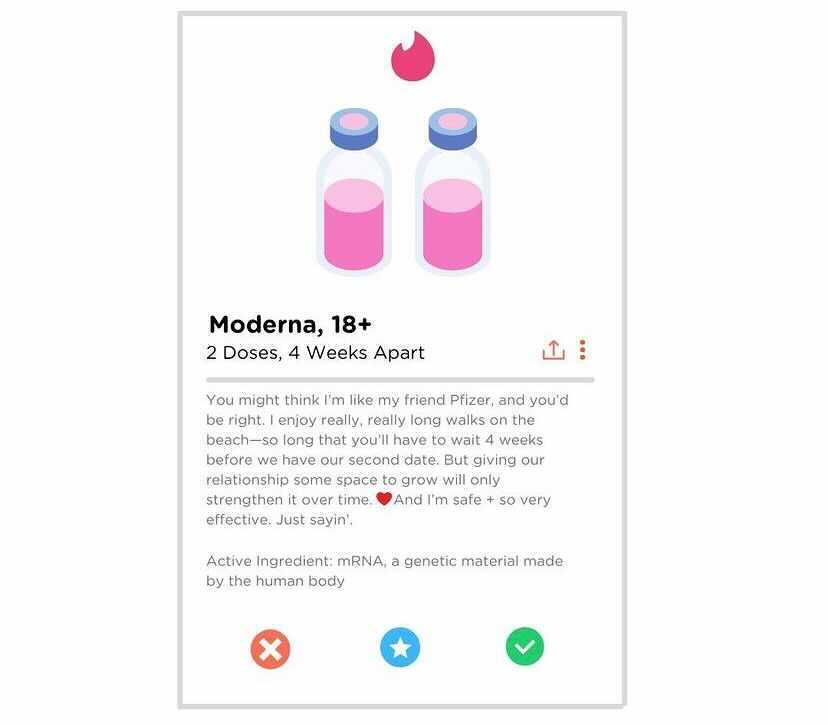 Moderna, 18+
2 Doses, 4 Weeks Apart
You might think I'm like my friend Pfizer, and you'd
be right. I enjoy really, really long walks on the
beach—so long that you'll have to wait 4 weeks
before we have our second date. But giving our
relationship some space to grow will only
strengthen it over time. ❤️And I'm safe + so very
effective. Just sayin'.
Active Ingredient: mRNA, a genetic material made
by the human body